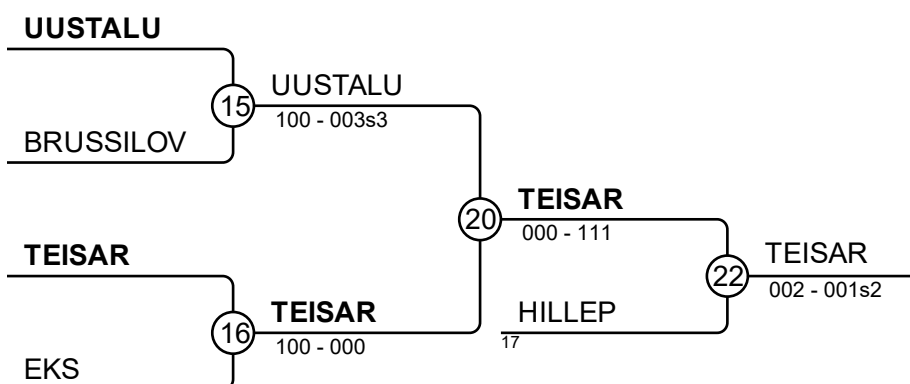 UUSTALU
15
UUSTALU
100 - 003s3
BRUSSILOV
20
TEISAR
000 - 111
TEISAR
22
TEISAR
002 - 001s2
16
TEISAR
100 - 000
HILLEP
17
EKS